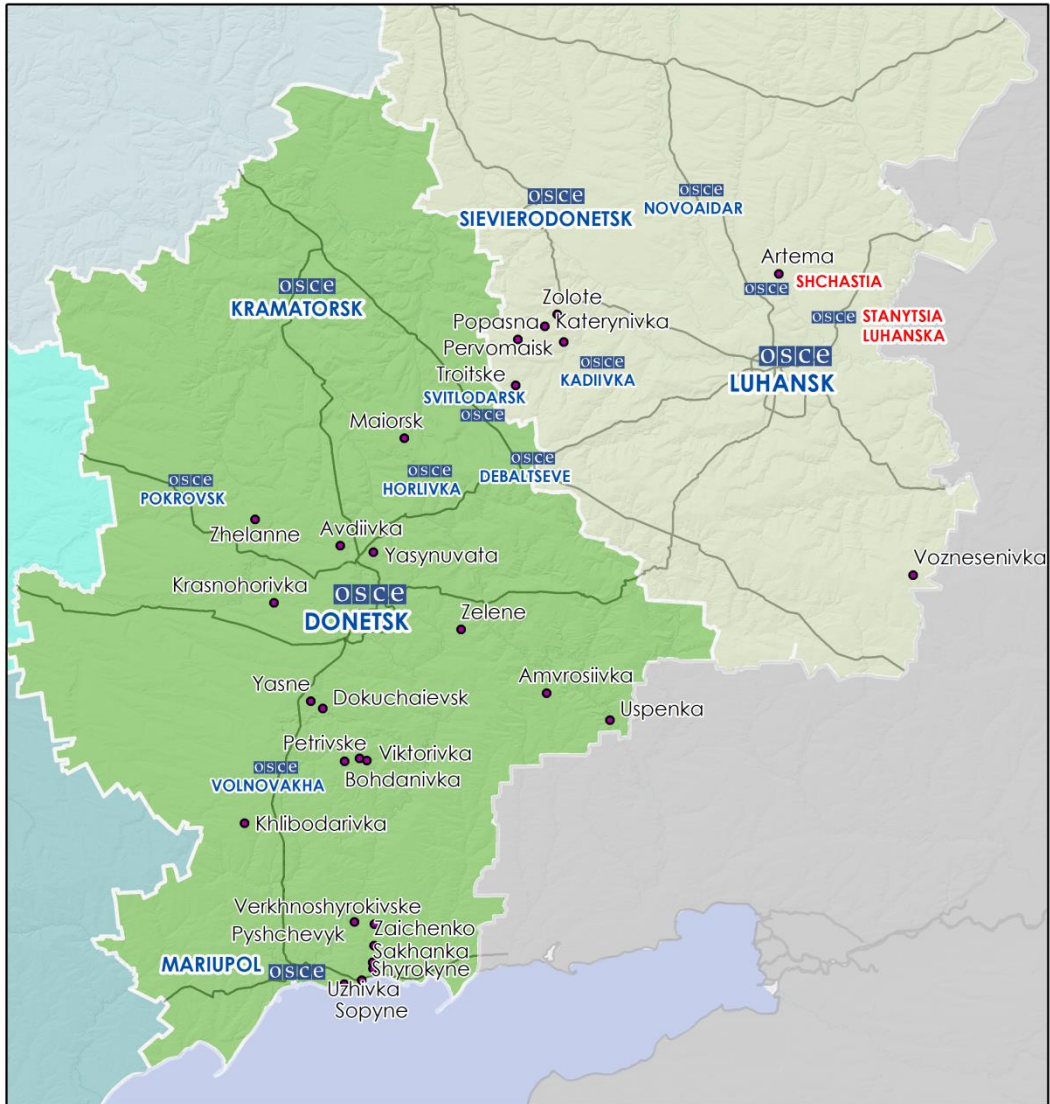 osce
SIEVIERODONETSK
osce
NOVOAIDAR
Artema
osce
SHCHASTIA
osce
KRAMATORSK
Zolote
Popasna
Katerynivka
Pervomaisk
osce
STANYTSIA
LUHANSKA
osce
KADIIVKA
osce
LUHANSK
Troitske
SVITLODARSK
osce
Maiorsk
osce
HORLIVKA
osce
DEBALTSEVE
osce
POKROVSK
Zhelanne
Avdiivka
Yasynuvata
Voznesenivka
Krasnohorivka
osce
DONETSK
Zelene
Yasne
Dokuchaievsk
Amvrosiivka
Uspenka
Petrivske
Viktorivka
Bohdanivka
osce
VOLNOVAKHA
Khlibodarivka
Verkhnoshyrokivske
Pyshchevyk
Zaichenko
Sakhanka
Shyrokyne
MARIUPOL
osce
Uzhivka
Sopyne